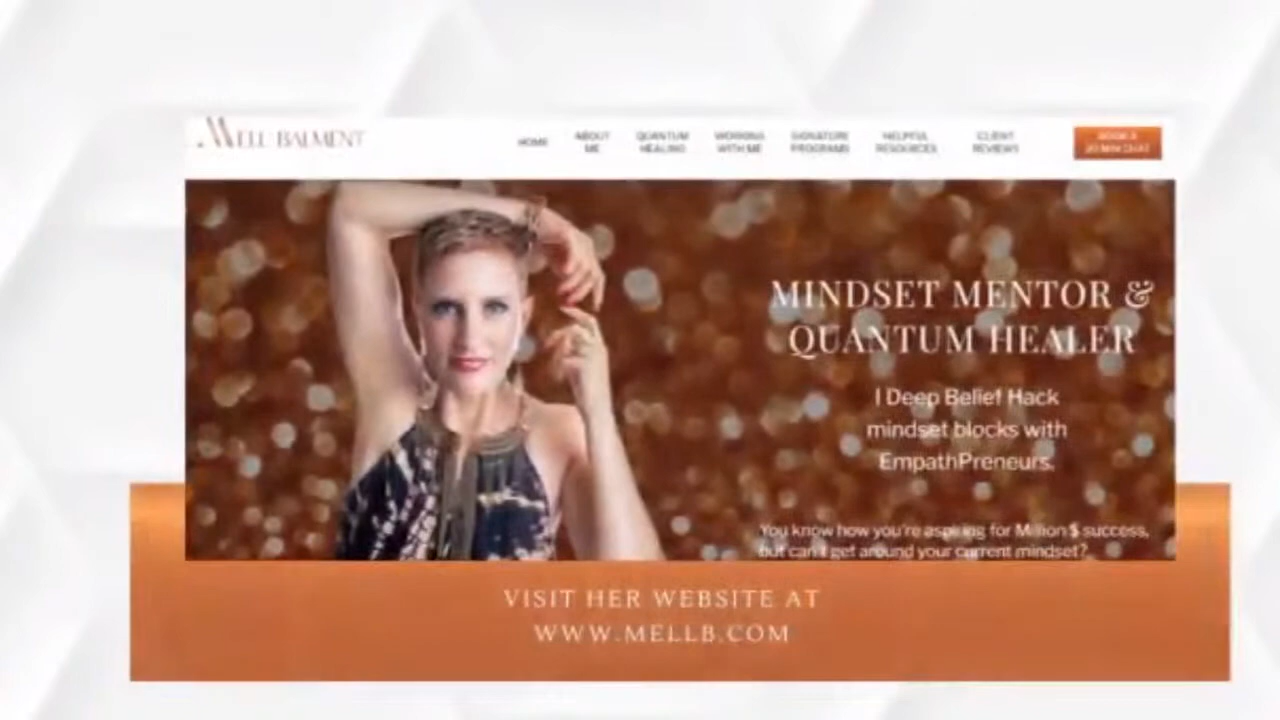 MELL BALMENT
HOME
ABOUT
ME
QUANTUM
HEALING
WORKING
WITH ME
SIGNATURE
PROGRAMS
HELPFUL
RESOURCES
CLIENT
REVIEWS
BOOK A
20 MIN CHAT
MINDSET MENTOR &
QUANTUM HEALER
I Deep Belief Hack
mindset blocks with
EmpathPreneurs.
You know how you're aspiring for Million $ success,
but can't get around your current mindset?
VISIT HER WEBSITE AT
WWW.MELLB.COM